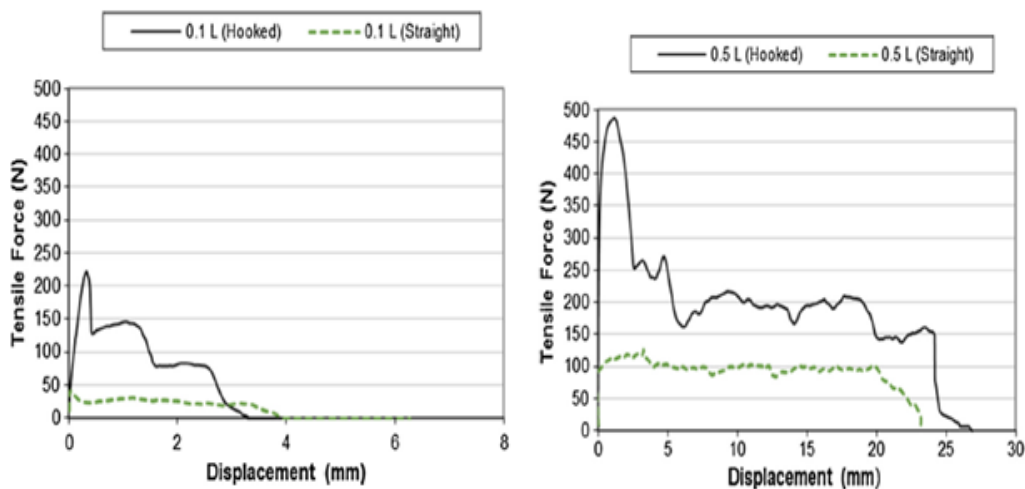 0.1 L (Hooked) 0.1 L (Straight)
500
450
400
350
300
250
200
150
100
50
0
Tensile Force (N)
0 2 4 6 8
Displacement (mm)
0.5 L (Hooked) 0.5 L (Straight)
500
450
400
350
300
250
200
150
100
50
0
Tensile Force (N)
0 5 10 15 20 25 30
Displacement (mm)